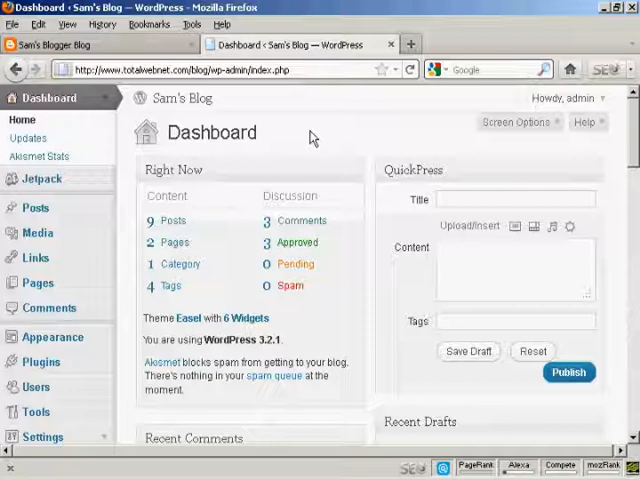 Dashboard ‹ Sam's Blog — WordPress - Mozilla Firefox
File Edit View History Bookmarks Tools Help
Sam's Blogger Blog
Dashboard ‹ Sam's Blog — WordPress
http://www.totalwebnet.com/blog/wp-admin/index.php
Google
SEO
Dashboard
Sam's Blog
Howdy, admin
Home
Updates
Akismet Stats
Jetpack
Posts
Media
Links
Pages
Comments
Appearance
Plugins
Users
Tools
Settings
Screen Options
Help
Dashboard
Right Now
Content
Discussion
9 Posts
3 Comments
2 Pages
3 Approved
1 Category
0 Pending
4 Tags
0 Spam
Theme Easel with 6 Widgets
You are using WordPress 3.2.1.
Akismet blocks spam from getting to your blog.
There's nothing in your spam queue at the
moment.
Recent Comments
QuickPress
Title
Upload/Insert
Content
Tags
Save Draft
Reset
Publish
Recent Drafts
SEO
PageRank
Alexa
Compete
mozRank